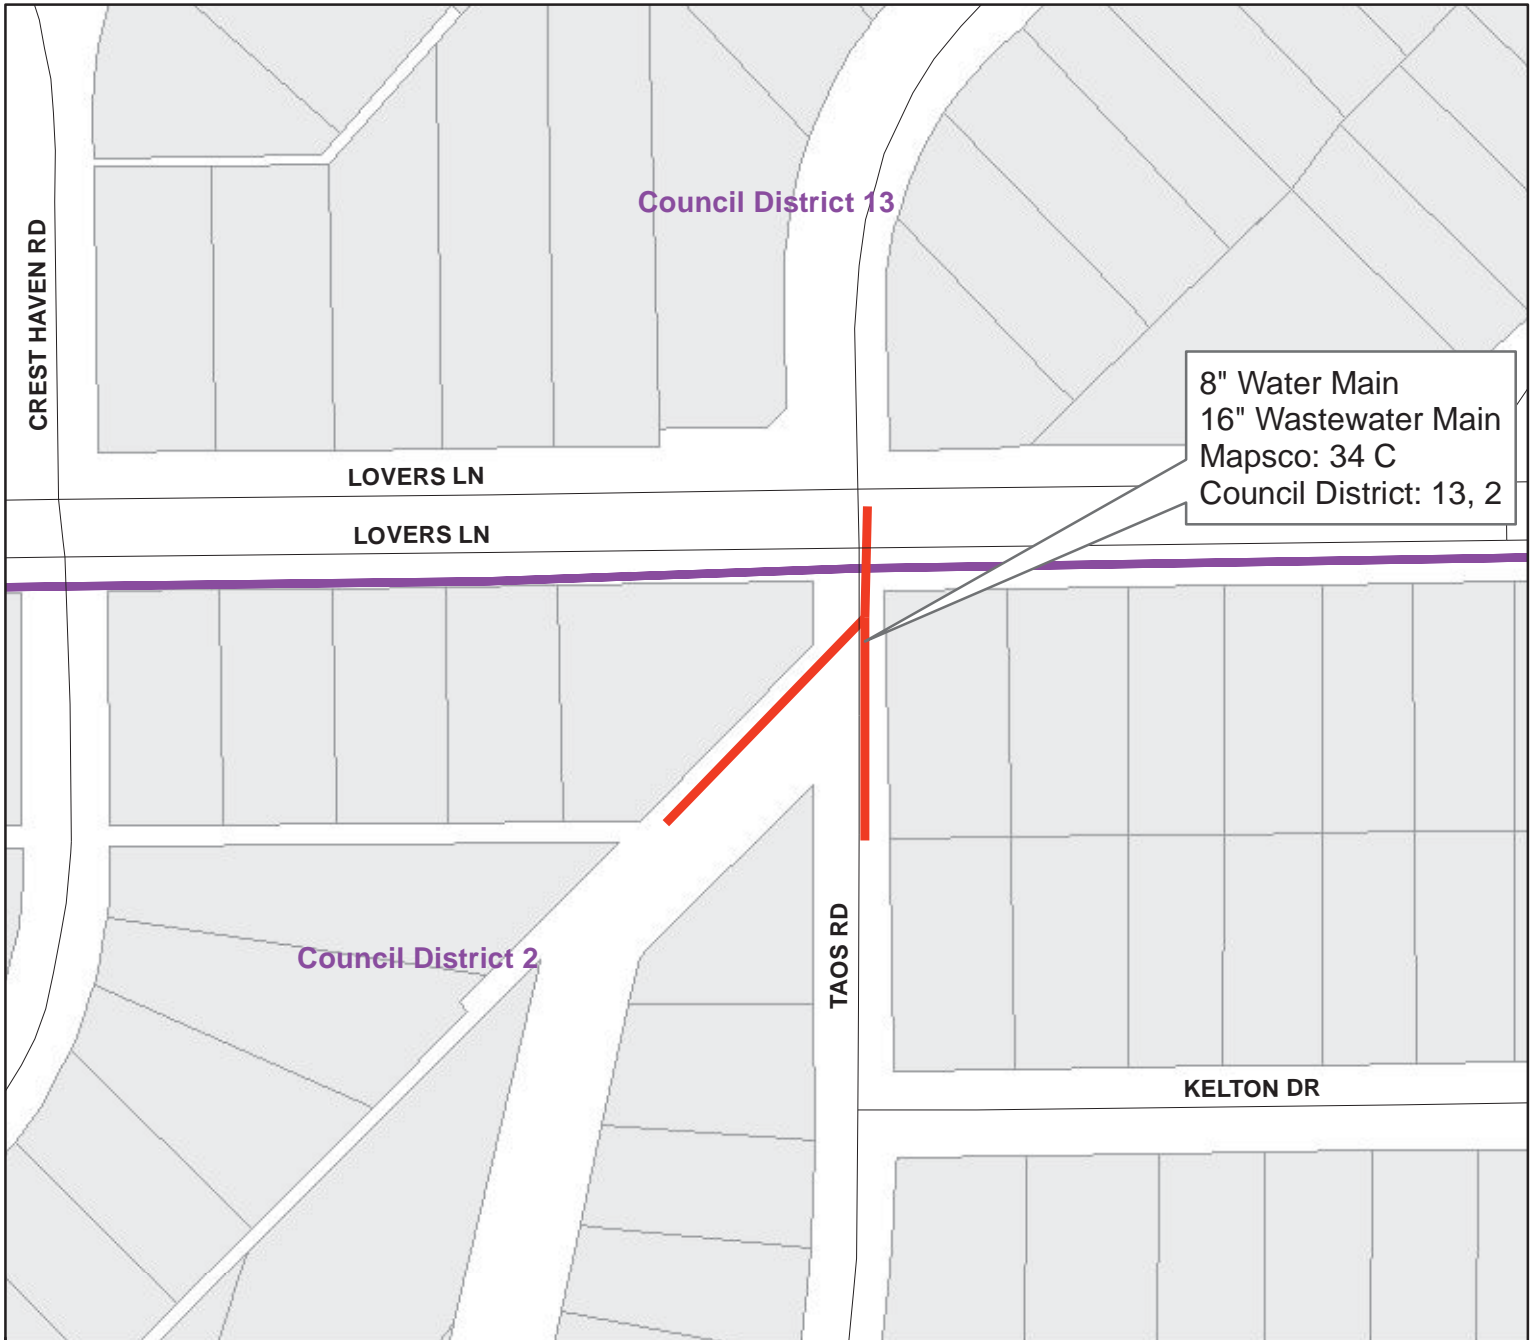 Council District 13
CREST HAVEN RD
8" Water Main
16" Wastewater Main
Mapsco: 34 C
Council District: 13, 2
LOVERS LN
LOVERS LN
Council District 2
TAOS RD
KELTON DR